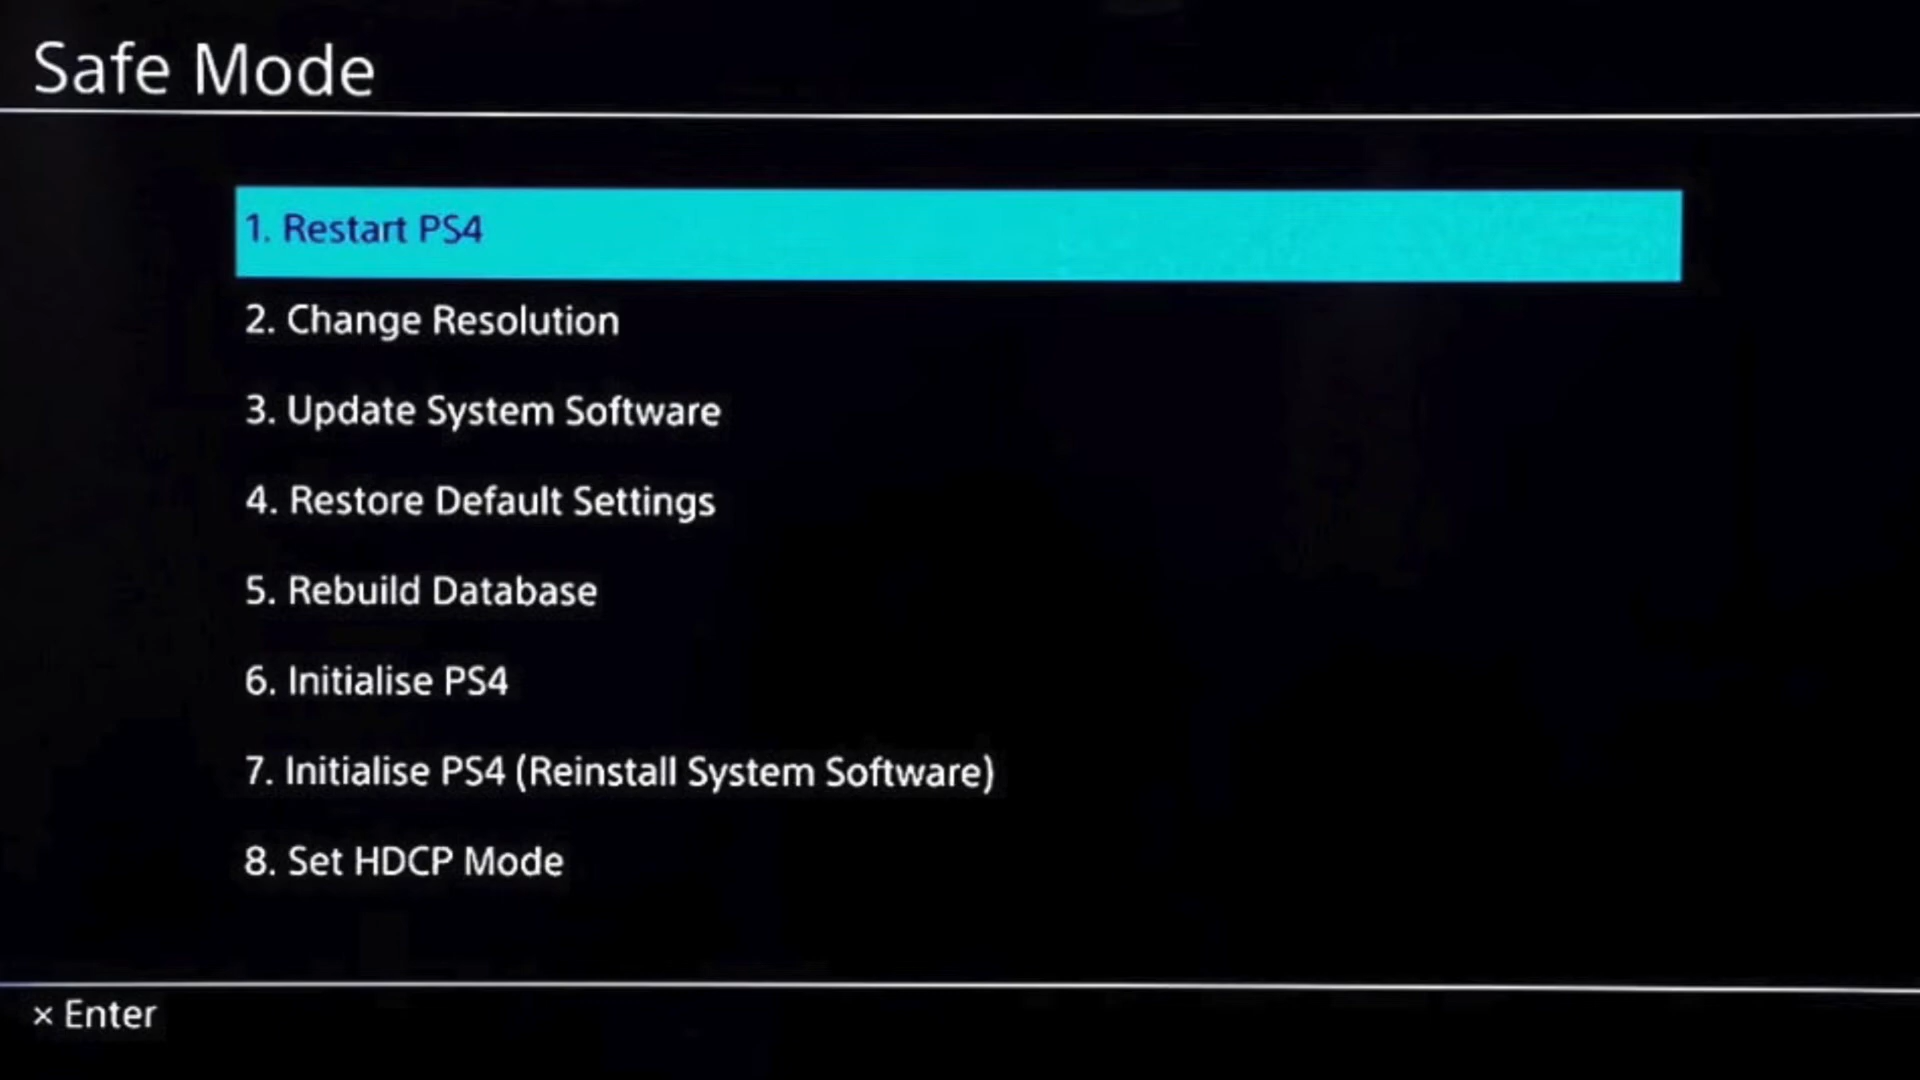 Safe Mode
1. Restart PS4
2. Change Resolution
3. Update System Software
4. Restore Default Settings
5. Rebuild Database
6. Initialise PS4
7. Initialise PS4 (Reinstall System Software)
8. Set HDCP Mode
× Enter